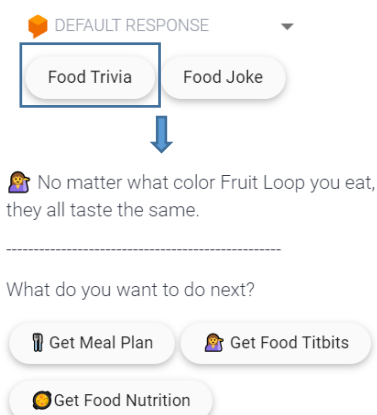 DEFAULT RESPONSE
Food Trivia Food Joke
No matter what color Fruit Loop you eat,
they all taste the same.
--------------------------------------------------
What do you want to do next?
Get Meal Plan Get Food Titbits
Get Food Nutrition